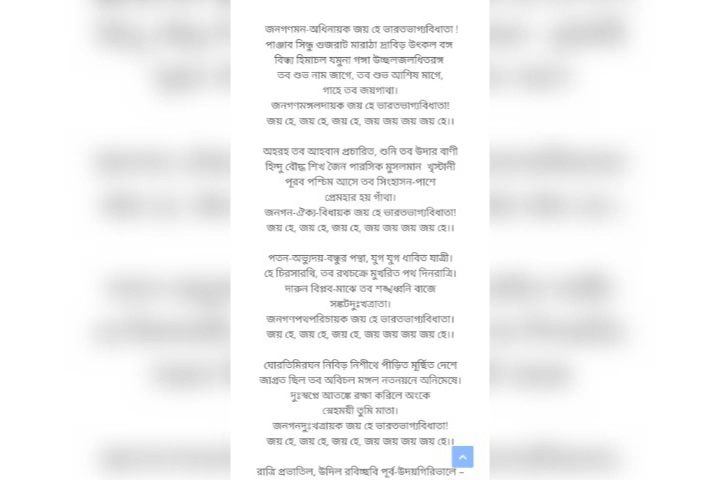 জনগণমন-অধিনায়ক জয় হে ভারতভাগ্যবিধাতা !
পাঞ্জাব সিন্ধু গুজরাট মারাঠা দ্রাবিড় উৎকল বঙ্গ
বিন্ধ্য হিমাচল যমুনা গঙ্গা উচ্ছলজলধিতরঙ্গ
তব শুভ নাম জাগে, তব শুভ আশিষ মাগে,
গাহে তব জয়গাথা।
জনগণমঙ্গলদায়ক জয় হে ভারতভাগ্যবিধাতা!
জয় হে, জয় হে, জয় হে, জয় জয় জয় জয় হে।।
অহরহ তব আহবান প্রচারিত, শুনি তব উদার বাণী
হিন্দু বৌদ্ধ শিখ জৈন পারসিক মুসলমান খৃস্টানী
পূরব পশ্চিম আসে তব সিংহাসন-পাশে
প্রেমহার হয় গাঁথা।
জনগন-ঐক্য-বিধায়ক জয় হে ভারতভাগ্যবিধাতা!
জয় হে, জয় হে, জয় হে, জয় জয় জয় জয় হে।।
পতন-অভ্যুদয়-বন্ধুর পন্থা, যুগ যুগ ধাবিত যাত্রী।
হে চিরসারথি, তব রথচক্রে মুখরিত পথ দিনরাত্রি।
দারুন বিপ্লব-মাঝে তব শঙ্খধ্বনি বাজে
সঙ্কটদুঃখত্রাতা।
জনগণপথপরিচায়ক জয় হে ভারতভাগ্যবিধাতা।
জয় হে, জয় হে, জয় হে, জয় জয় জয় জয় হে।।
ঘোরতিমিরঘন নিবিড় নিশীথে পীড়িত মূর্ছিত দেশে
জাগ্রত ছিল তব অবিচল মঙ্গল নতনয়নে অনিমেষে।
দুঃস্বপ্নে আতঙ্কে রক্ষা করিলে অংকে
স্নেহময়ী তুমি মাতা।
জনগনদুঃখত্রায়ক জয় হে ভারতভাগ্যবিধাতা!
জয় হে, জয় হে, জয় হে, জয় জয় জয় জয় হে।।
রাত্রি প্রভাতিল, উদিল রবিচ্ছবি পূর্ব-উদয়গিরিভালে –